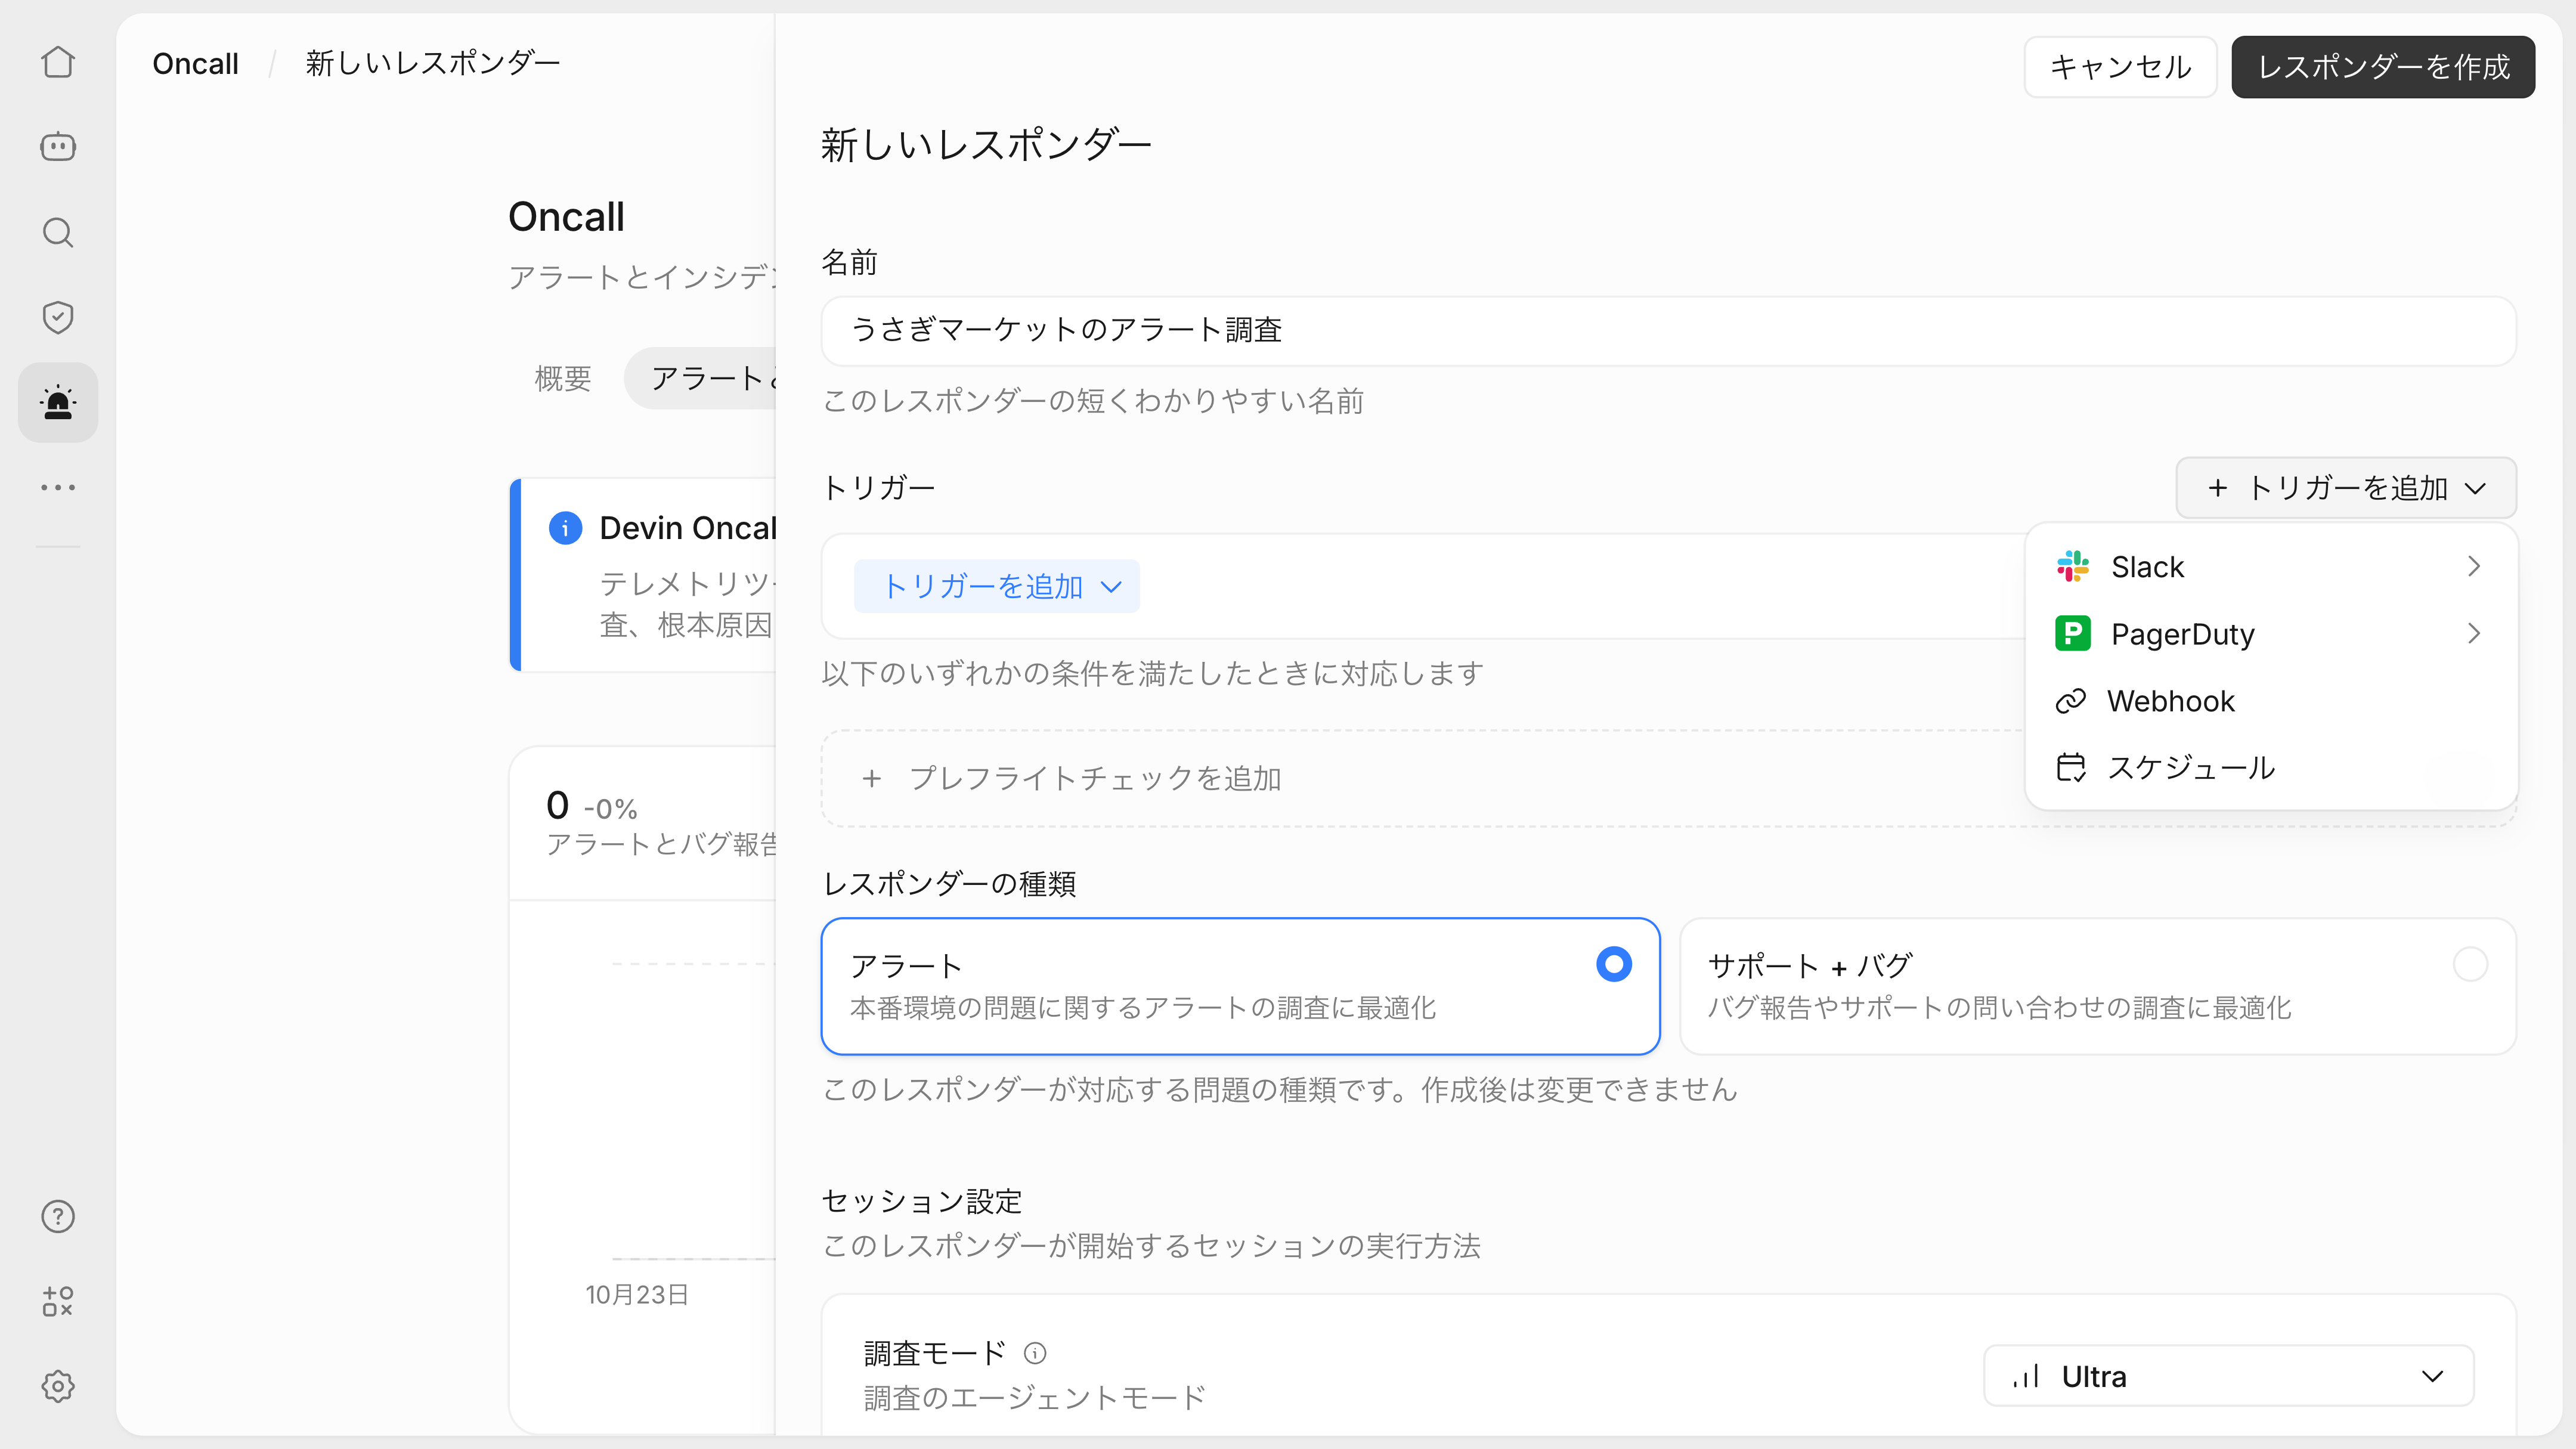 Oncall / 新しいレスポンダー
キャンセル
レスポンダーを作成
新しいレスポンダー
Oncall
アラートとインシデン
概要
アラートと
Devin Oncal
テレメトリツ
査、根本原因
0 -0%
アラートとバグ報告
10月23日
名前
うさぎマーケットのアラート調査
このレスポンダーの短くわかりやすい名前
トリガー
+ トリガーを追加
トリガーを追加
Slack
PagerDuty
Webhook
スケジュール
以下のいずれかの条件を満たしたときに対応します
+ プレフライトチェックを追加
レスポンダーの種類
アラート
本番環境の問題に関するアラートの調査に最適化
サポート + バグ
バグ報告やサポートの問い合わせの調査に最適化
このレスポンダーが対応する問題の種類です。作成後は変更できません
セッション設定
このレスポンダーが開始するセッションの実行方法
調査モード
調査のエージェントモード
Ultra